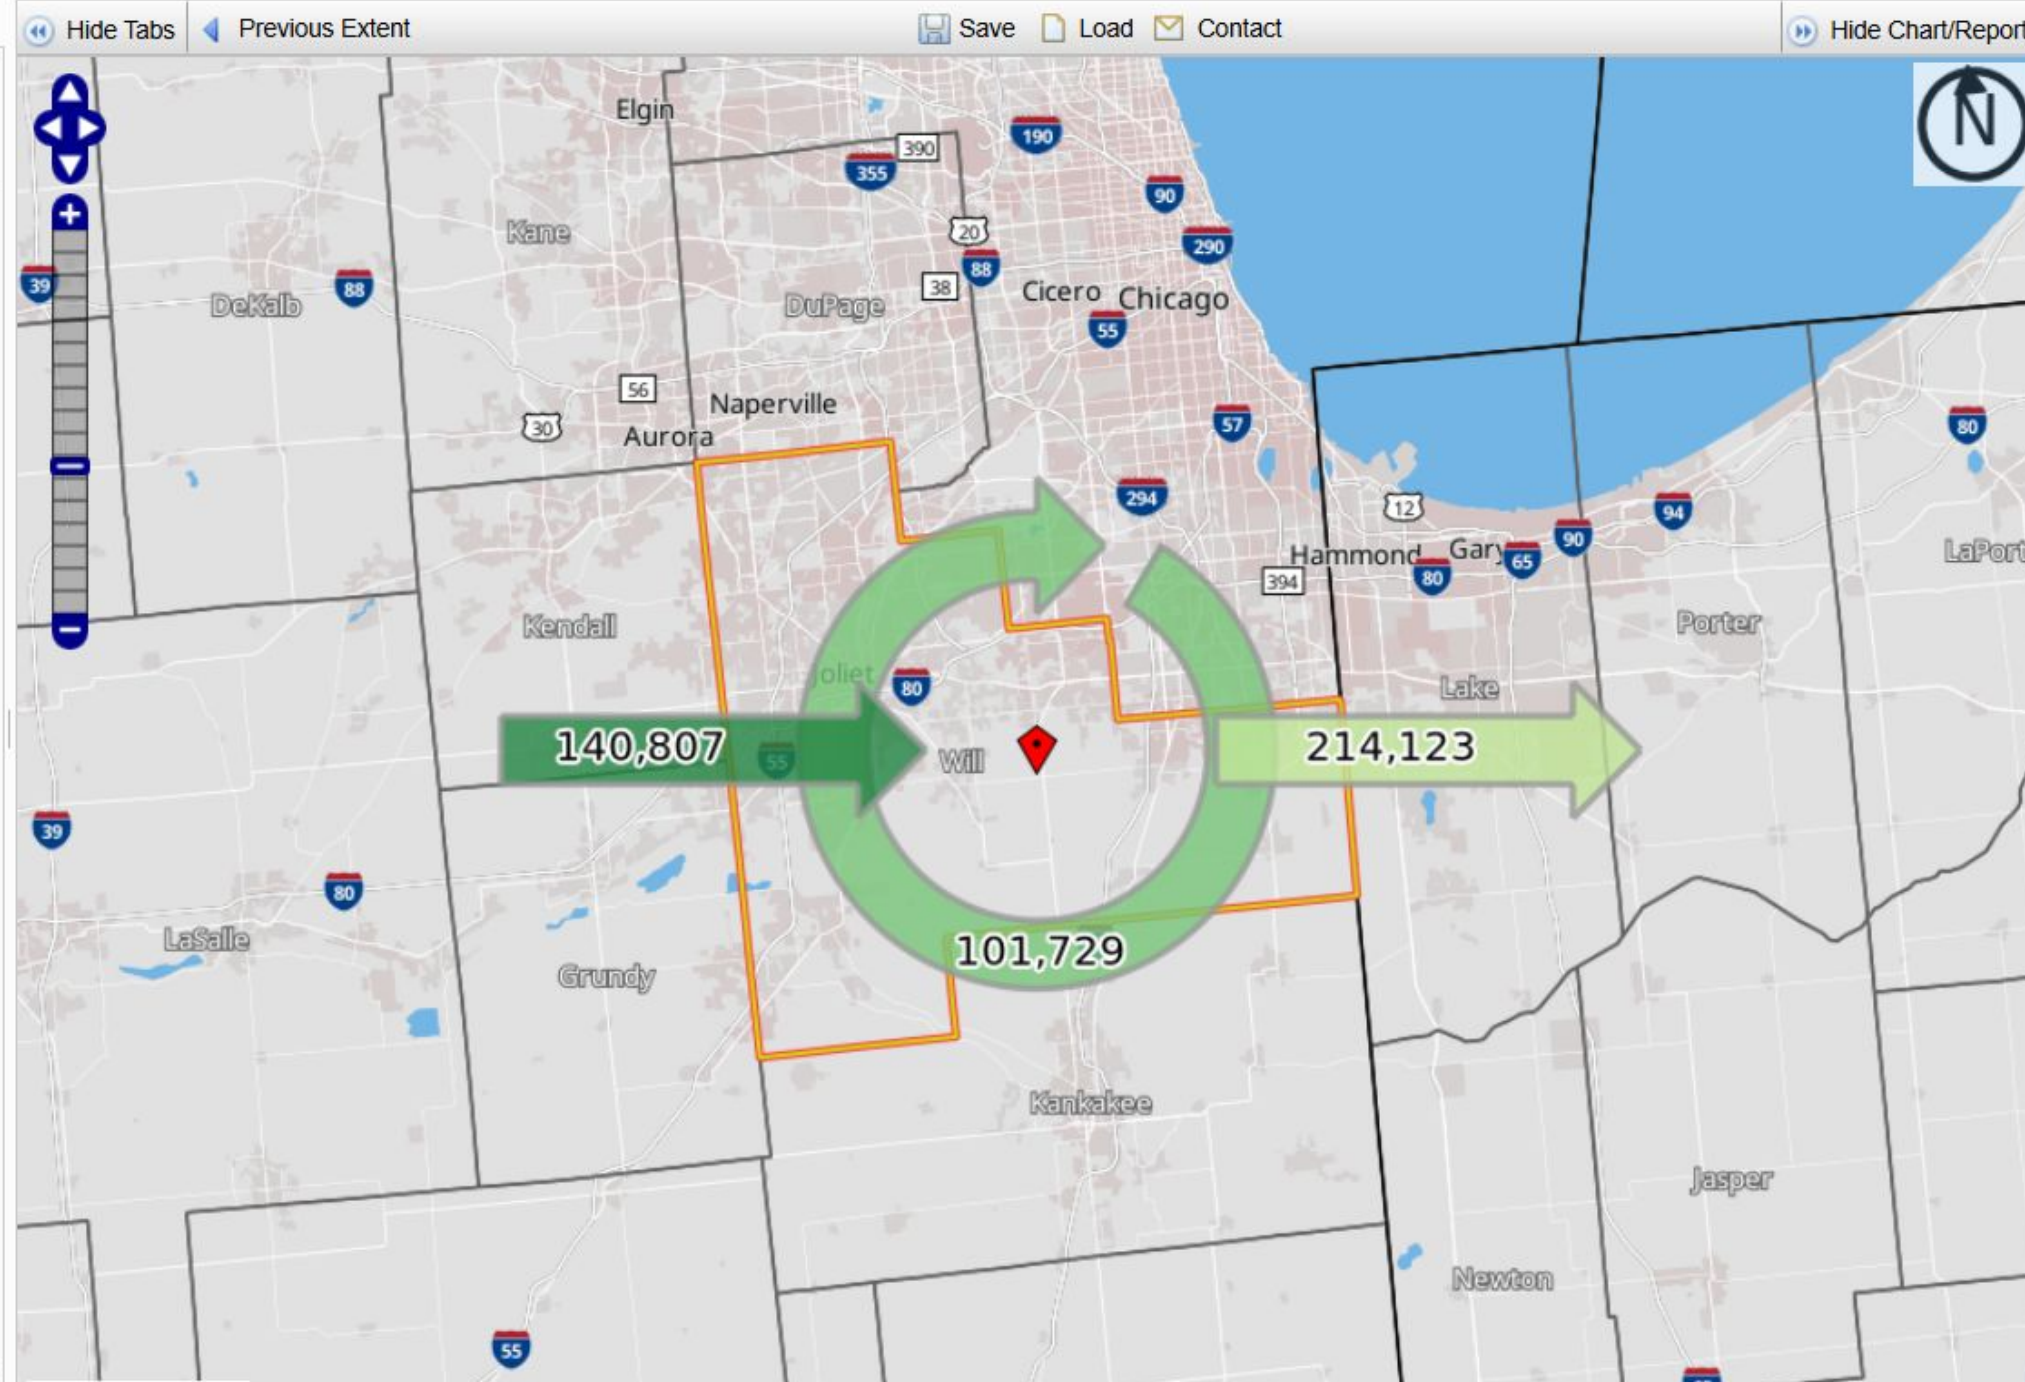 Hide Tabs
Previous Extent
Save
Load
Contact
Hide Chart/Report
N
Elgin
190
390
355
90
Kane
20
290
88
39
88
38
DeKalb
DuPage
Cicero
Chicago
55
56
Naperville
30
Aurora
57
80
294
12
94
90
Hammond
Gary
65
LaPort
394
80
Kendall
Porter
Joliet
80
Lake
140,807
55
Will
214,123
39
80
LaSalle
101,729
Grundy
Kankakee
Jasper
Newton
55